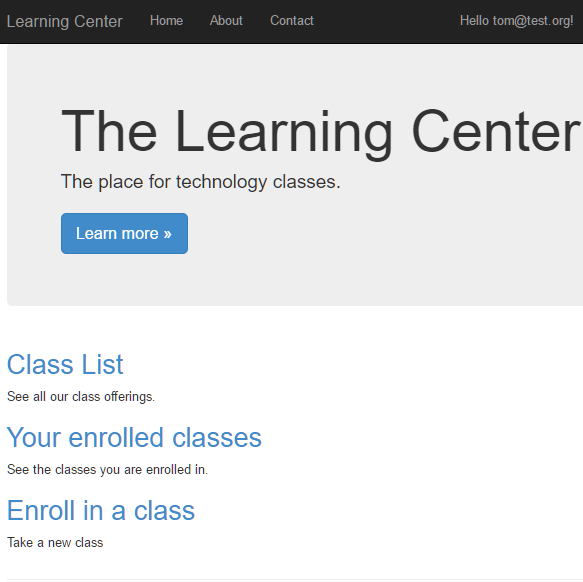 Learning Center Home About Contact Hello tom@test.org!
The Learning Center
The place for technology classes.
Learn more »
Class List
See all our class offerings.
Your enrolled classes
See the classes you are enrolled in.
Enroll in a class
Take a new class